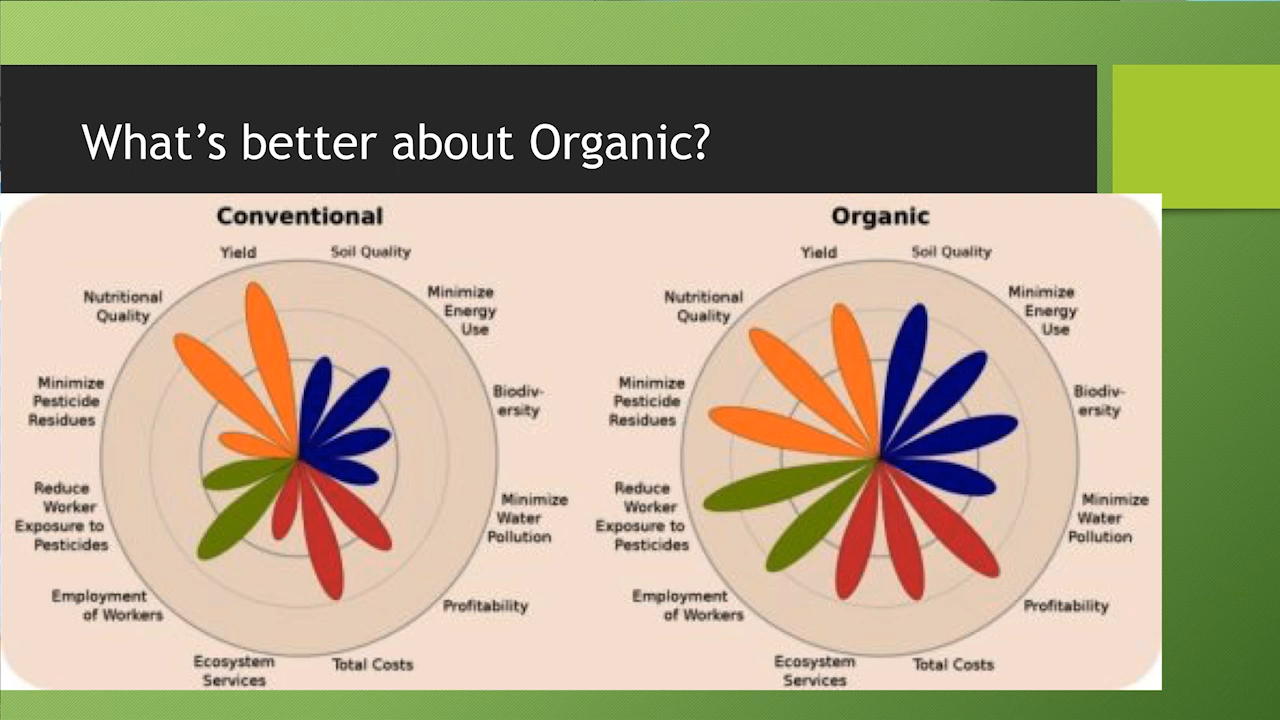 What’s better about Organic?
Conventional
Yield
Soil Quality
Nutritional
Quality
Minimize
Energy
Use
Minimize
Pesticide
Residues
Biodiv-
ersity
Reduce
Worker
Exposure to
Pesticides
Minimize
Water
Pollution
Employment
of Workers
Profitability
Ecosystem
Services
Total Costs
Organic
Yield
Soil Quality
Nutritional
Quality
Minimize
Energy
Use
Minimize
Pesticide
Residues
Biodiv-
ersity
Reduce
Worker
Exposure to
Pesticides
Minimize
Water
Pollution
Employment
of Workers
Profitability
Ecosystem
Services
Total Costs